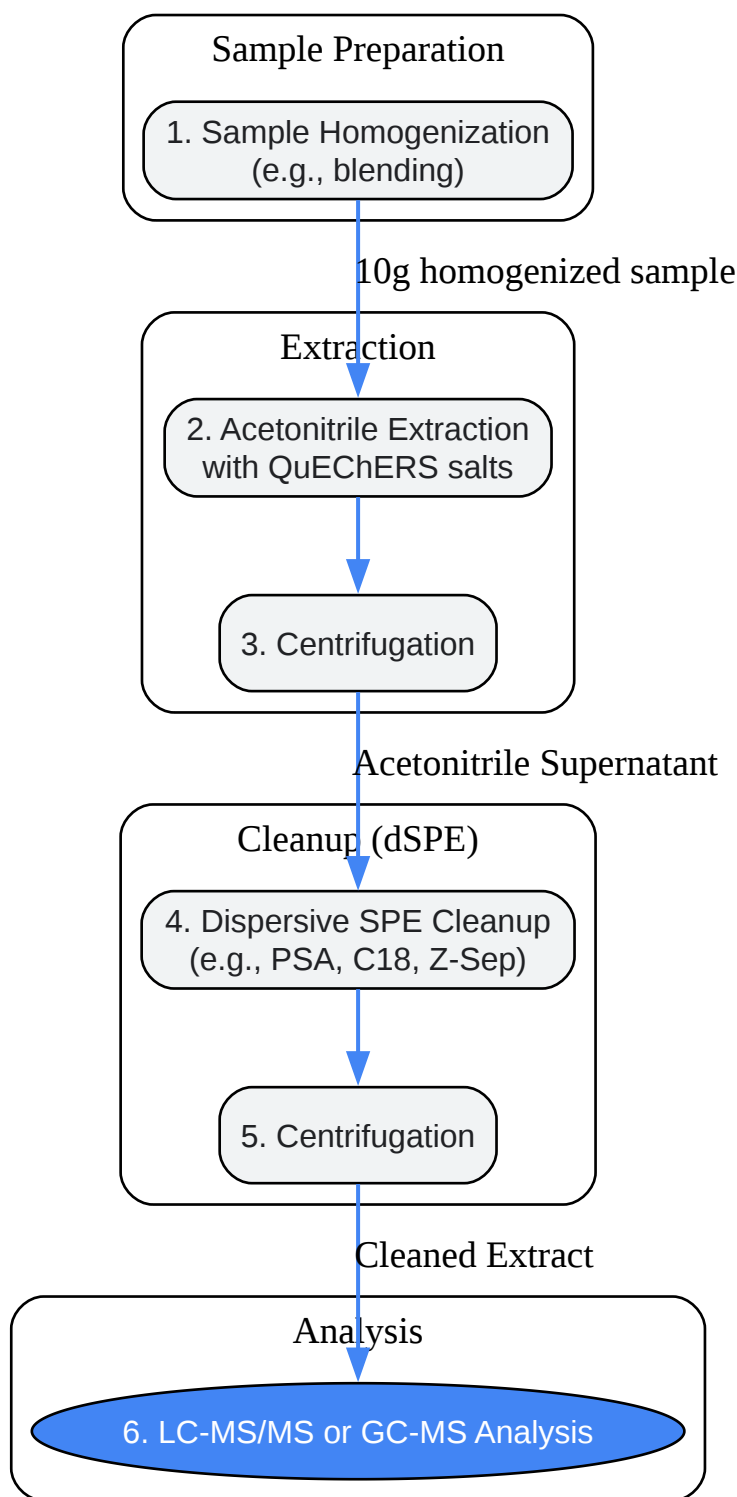 Sample Preparation
1. Sample Homogenization
(e.g., blending)
10g homogenized sample
Extraction
2. Acetonitrile Extraction
with QuEChERS salts
3. Centrifugation
Acetonitrile Supernatant
Cleanup (dSPE)
4. Dispersive SPE Cleanup
(e.g., PSA, C18, Z-Sep)
5. Centrifugation
Cleaned Extract
Analysis
6. LC-MS/MS or GC-MS Analysis